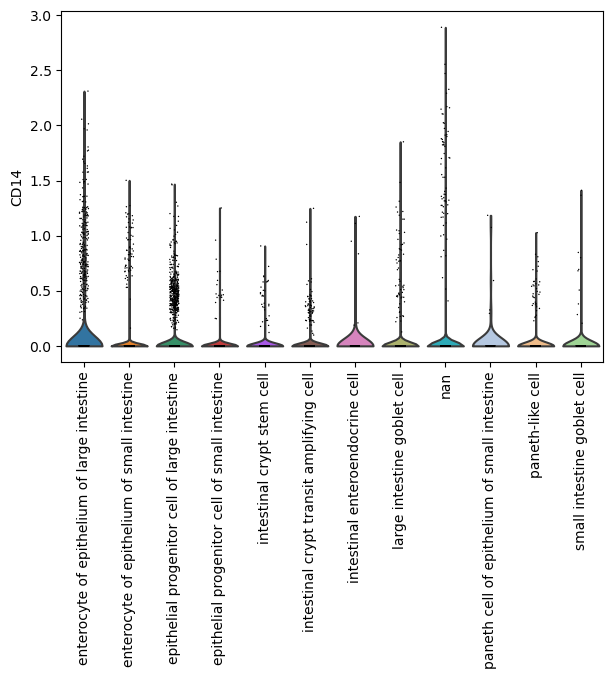 3.0
2.5
2.0
1.5
1.0
0.5
0.0
CD14
enterocyte of epithelium of large intestine
enterocyte of epithelium of small intestine
epithelial progenitor cell of large intestine
epithelial progenitor cell of small intestine
intestinal crypt stem cell
intestinal crypt transit amplifying cell
intestinal enteroendocrine cell
large intestine goblet cell
nan
paneth cell of epithelium of small intestine
paneth-like cell
small intestine goblet cell